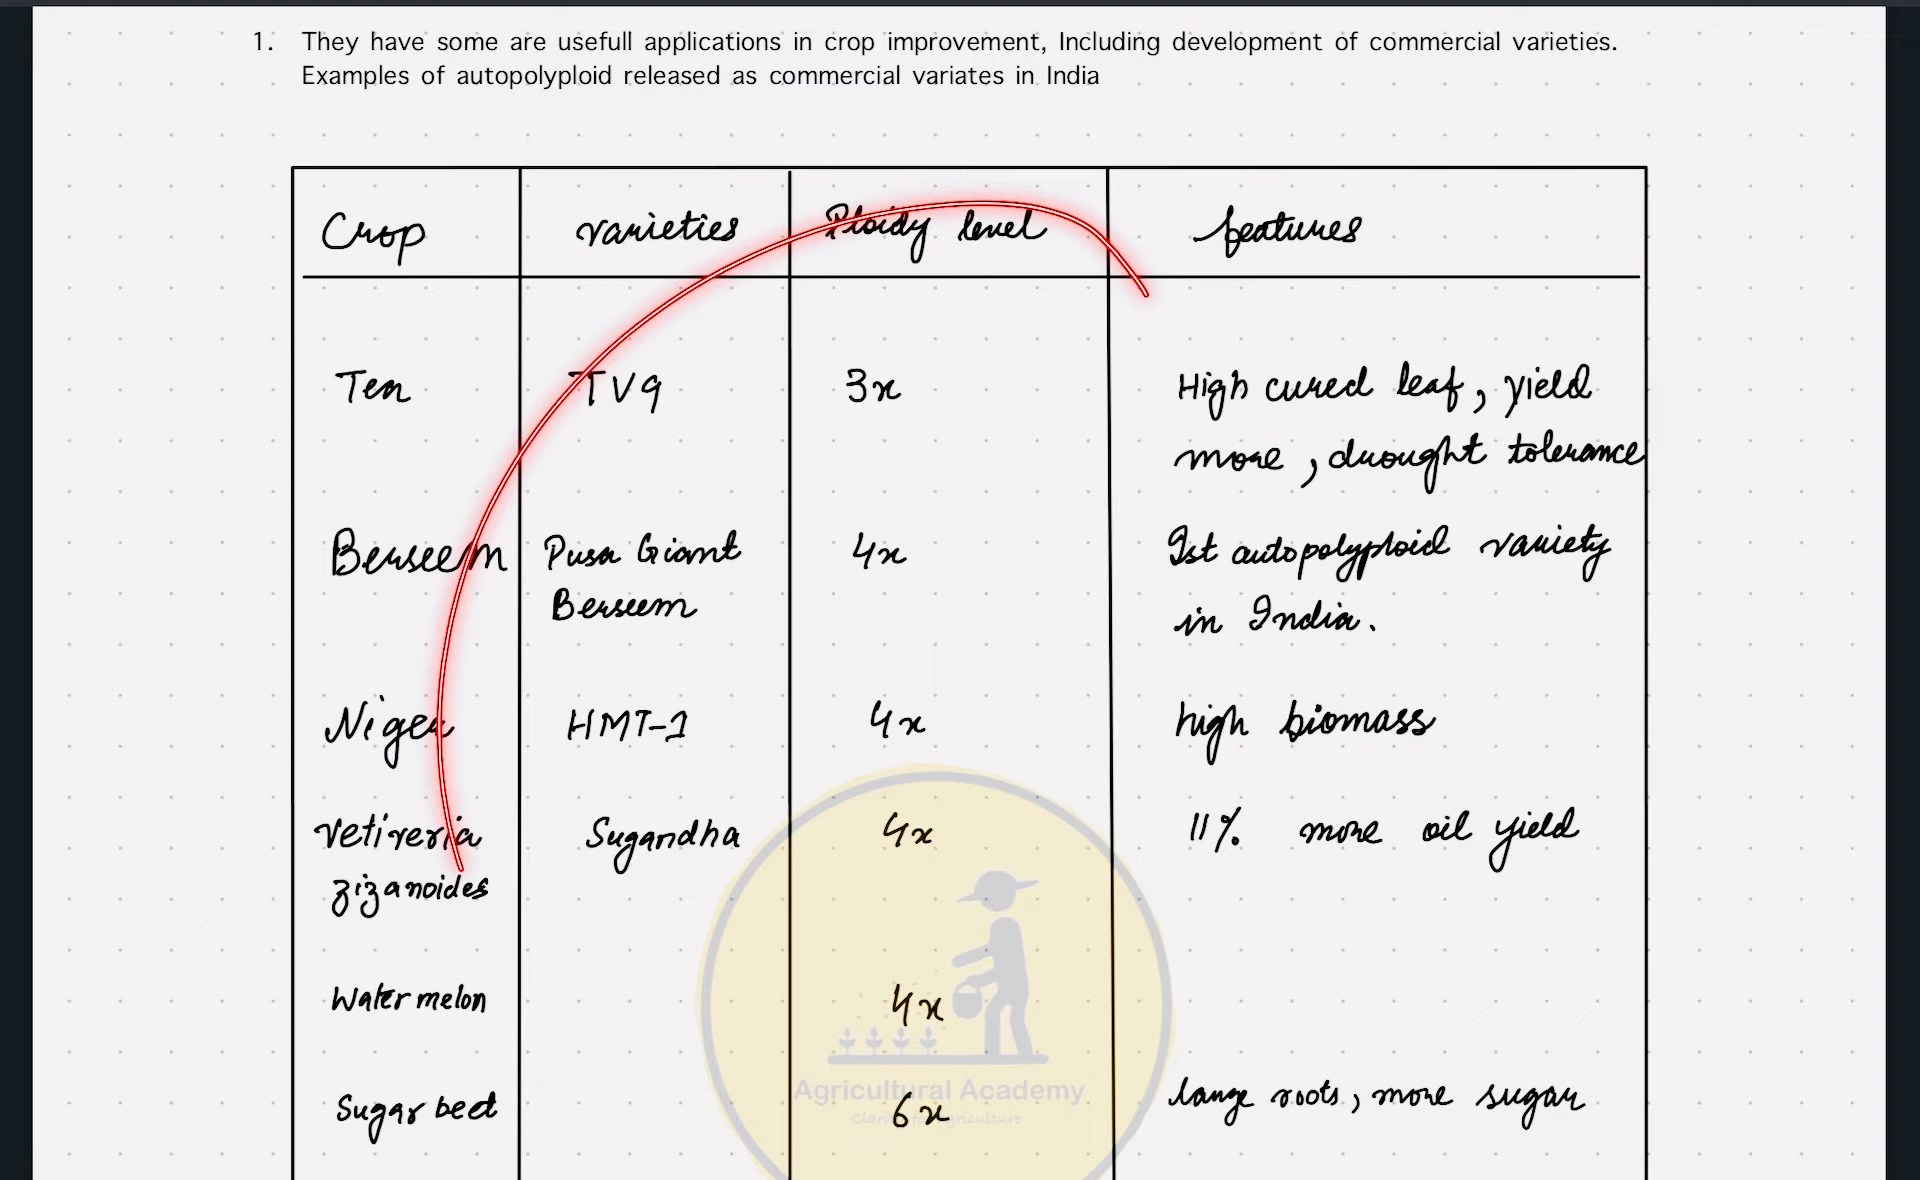 1. They have some are usefull applications in crop improvement, Including development of commercial varieties.
Examples of autopolyploid released as commercial variates in India
Crop varieties Ploidy level features
Tea TV9 3x High cured leaf, yield
more, drought tolerance
Berseem Pusa Giant 4x Ist autopolyploid variety
Berseem in India.
Niger HMT-1 4x high biomass
Vetiveria Sugandha 4x 11% more oil yield
zizanoides
Water melon 4x
Agricultural Academy
Sugar beet 6x large roots, more sugar